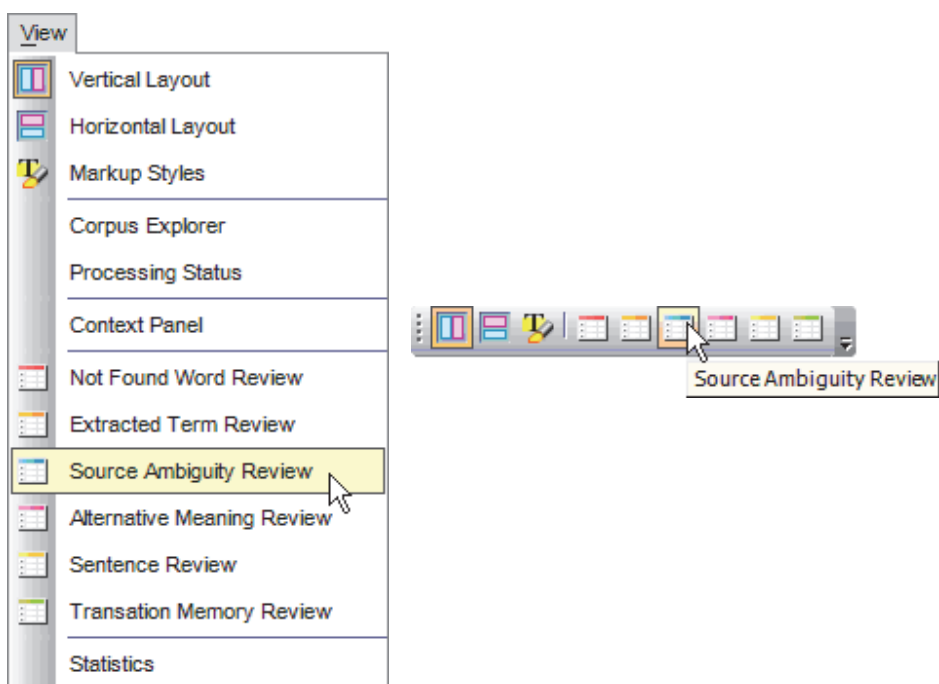 View
Vertical Layout
Horizontal Layout
Markup Styles
Corpus Explorer
Processing Status
Context Panel
Not Found Word Review
Extracted Term Review
Source Ambiguity Review
Alternative Meaning Review
Sentence Review
Transation Memory Review
Statistics
Source Ambiguity Review